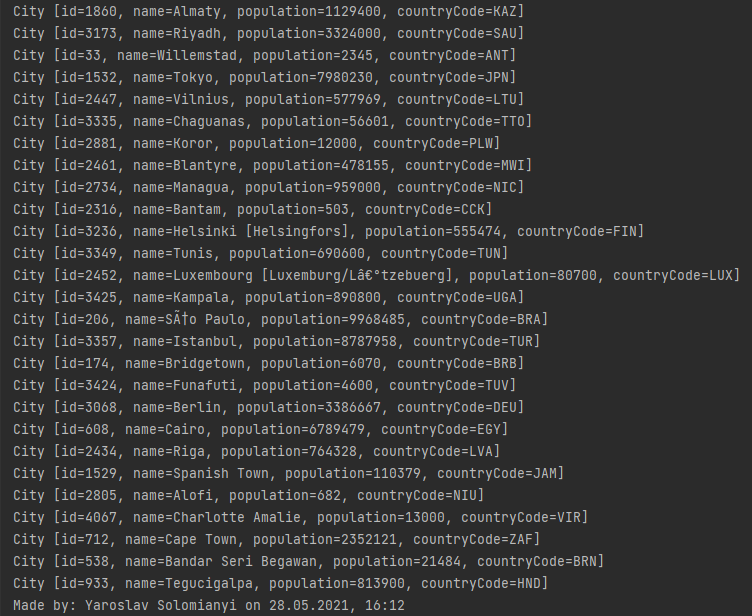 City [id=1860, name=Almaty, population=1129400, countryCode=KAZ]
City [id=3173, name=Riyadh, population=3324000, countryCode=SAU]
City [id=33, name=Willemstad, population=2345, countryCode=ANT]
City [id=1532, name=Tokyo, population=7980230, countryCode=JPN]
City [id=2447, name=Vilnius, population=577969, countryCode=LTU]
City [id=3335, name=Chaguanas, population=56601, countryCode=TTO]
City [id=2881, name=Koror, population=12000, countryCode=PLW]
City [id=2461, name=Blantyre, population=478155, countryCode=MWI]
City [id=2734, name=Managua, population=959000, countryCode=NIC]
City [id=2316, name=Bantam, population=503, countryCode=CCK]
City [id=3236, name=Helsinki [Helsingfors], population=555474, countryCode=FIN]
City [id=3349, name=Tunis, population=690600, countryCode=TUN]
City [id=2452, name=Luxembourg [Luxemburg/Lâ€ºtzebuerg], population=80700, countryCode=LUX]
City [id=3425, name=Kampala, population=890800, countryCode=UGA]
City [id=206, name=SÃ†o Paulo, population=9968485, countryCode=BRA]
City [id=3357, name=Istanbul, population=8787958, countryCode=TUR]
City [id=174, name=Bridgetown, population=6070, countryCode=BRB]
City [id=3424, name=Funafuti, population=4600, countryCode=TUV]
City [id=3068, name=Berlin, population=3386667, countryCode=DEU]
City [id=608, name=Cairo, population=6789479, countryCode=EGY]
City [id=2434, name=Riga, population=764328, countryCode=LVA]
City [id=1529, name=Spanish Town, population=110379, countryCode=JAM]
City [id=2805, name=Alofi, population=682, countryCode=NIU]
City [id=4067, name=Charlotte Amalie, population=13000, countryCode=VIR]
City [id=712, name=Cape Town, population=2352121, countryCode=ZAF]
City [id=538, name=Bandar Seri Begawan, population=21484, countryCode=BRN]
City [id=933, name=Tegucigalpa, population=813900, countryCode=HND]
Made by: Yaroslav Solomianyi on 28.05.2021, 16:12